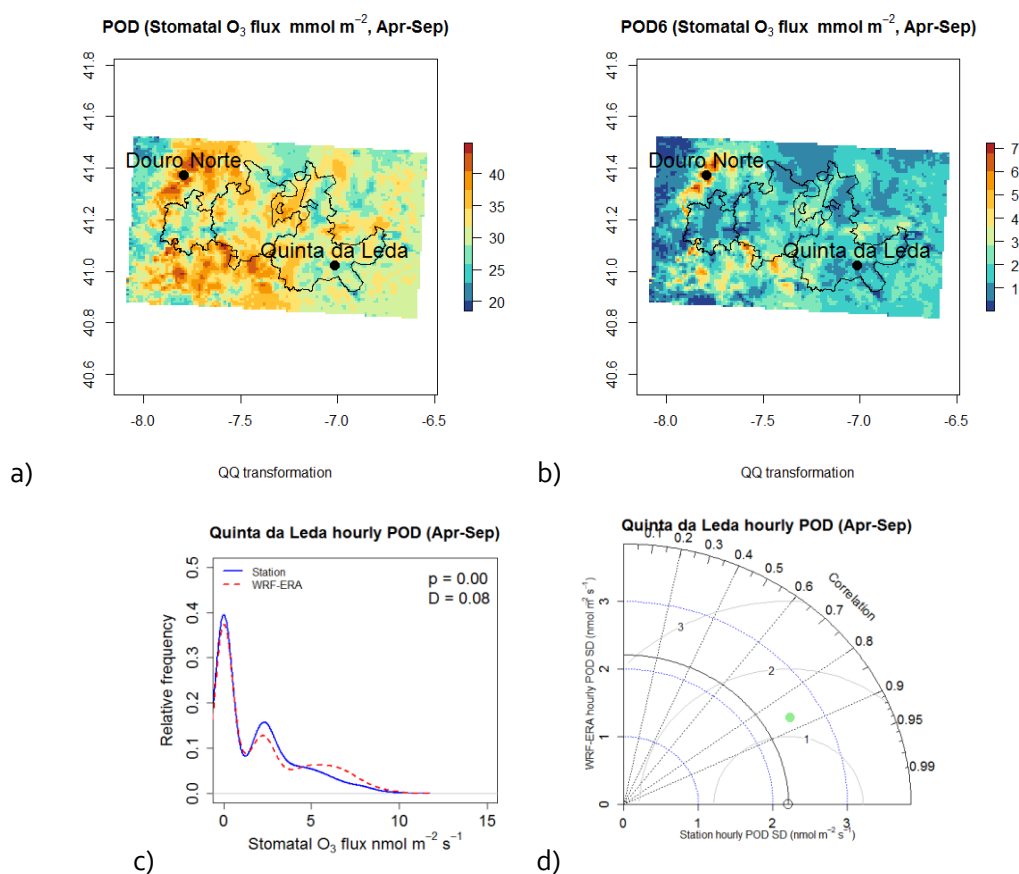 POD (Stomatal O₃ flux mmol m⁻², Apr-Sep)
41.8
41.6
41.4
41.2
41.0
40.8
40.6
Douro Norte
Quinta da Leda
40
35
30
25
20
-8.0
-7.5
-7.0
-6.5
a)
QQ transformation
POD6 (Stomatal O₃ flux mmol m⁻², Apr-Sep)
41.8
41.6
41.4
41.2
41.0
40.8
40.6
Douro Norte
Quinta da Leda
7
6
5
4
3
2
1
-8.0
-7.5
-7.0
-6.5
b)
QQ transformation
Quinta da Leda hourly POD (Apr-Sep)
Station
WRF-ERA
p = 0.00
D = 0.08
Relative frequency
0.5
0.4
0.3
0.2
0.1
0.0
0
5
10
15
Stomatal O₃ flux nmol m⁻² s⁻¹
c)
Quinta da Leda hourly POD (Apr-Sep)
0.1
0.2
0.3
0.4
0.5
0.6
0.7
0.8
0.9
0.95
0.99
Correlation
WRF-ERA hourly POD SD (nmol m⁻² s⁻¹)
3
2
1
0
3
2
1
0
1
2
3
Station hourly POD SD (nmol m⁻² s⁻¹)
d)